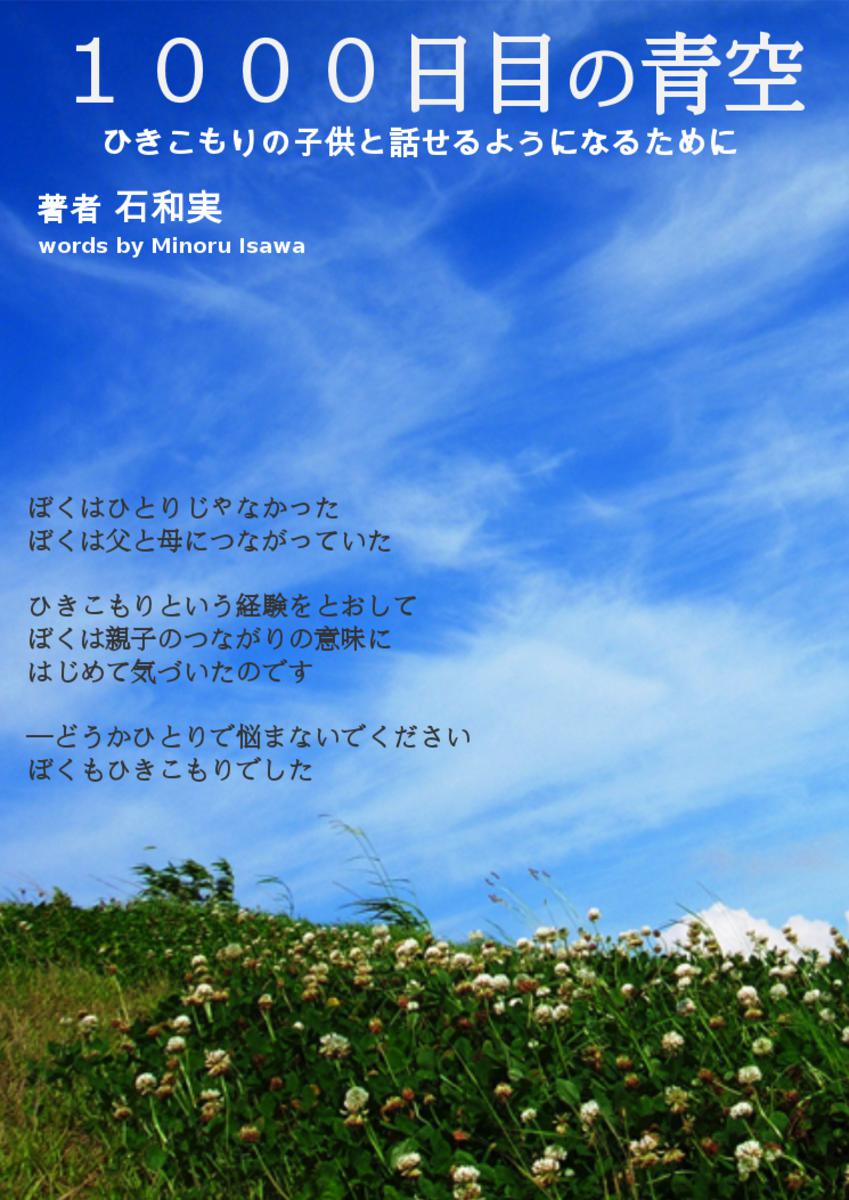 １０００日目の青空
ひきこもりの子供と話せるようになるために
著者 石和実
words by Minoru Isawa
ぼくはひとりじゃなかった
ぼくは父と母につながっていた
ひきこもりという経験をとおして
ぼくは親子のつながりの意味に
はじめて気づいたのです
―どうかひとりで悩まないでください
ぼくもひきこもりでした